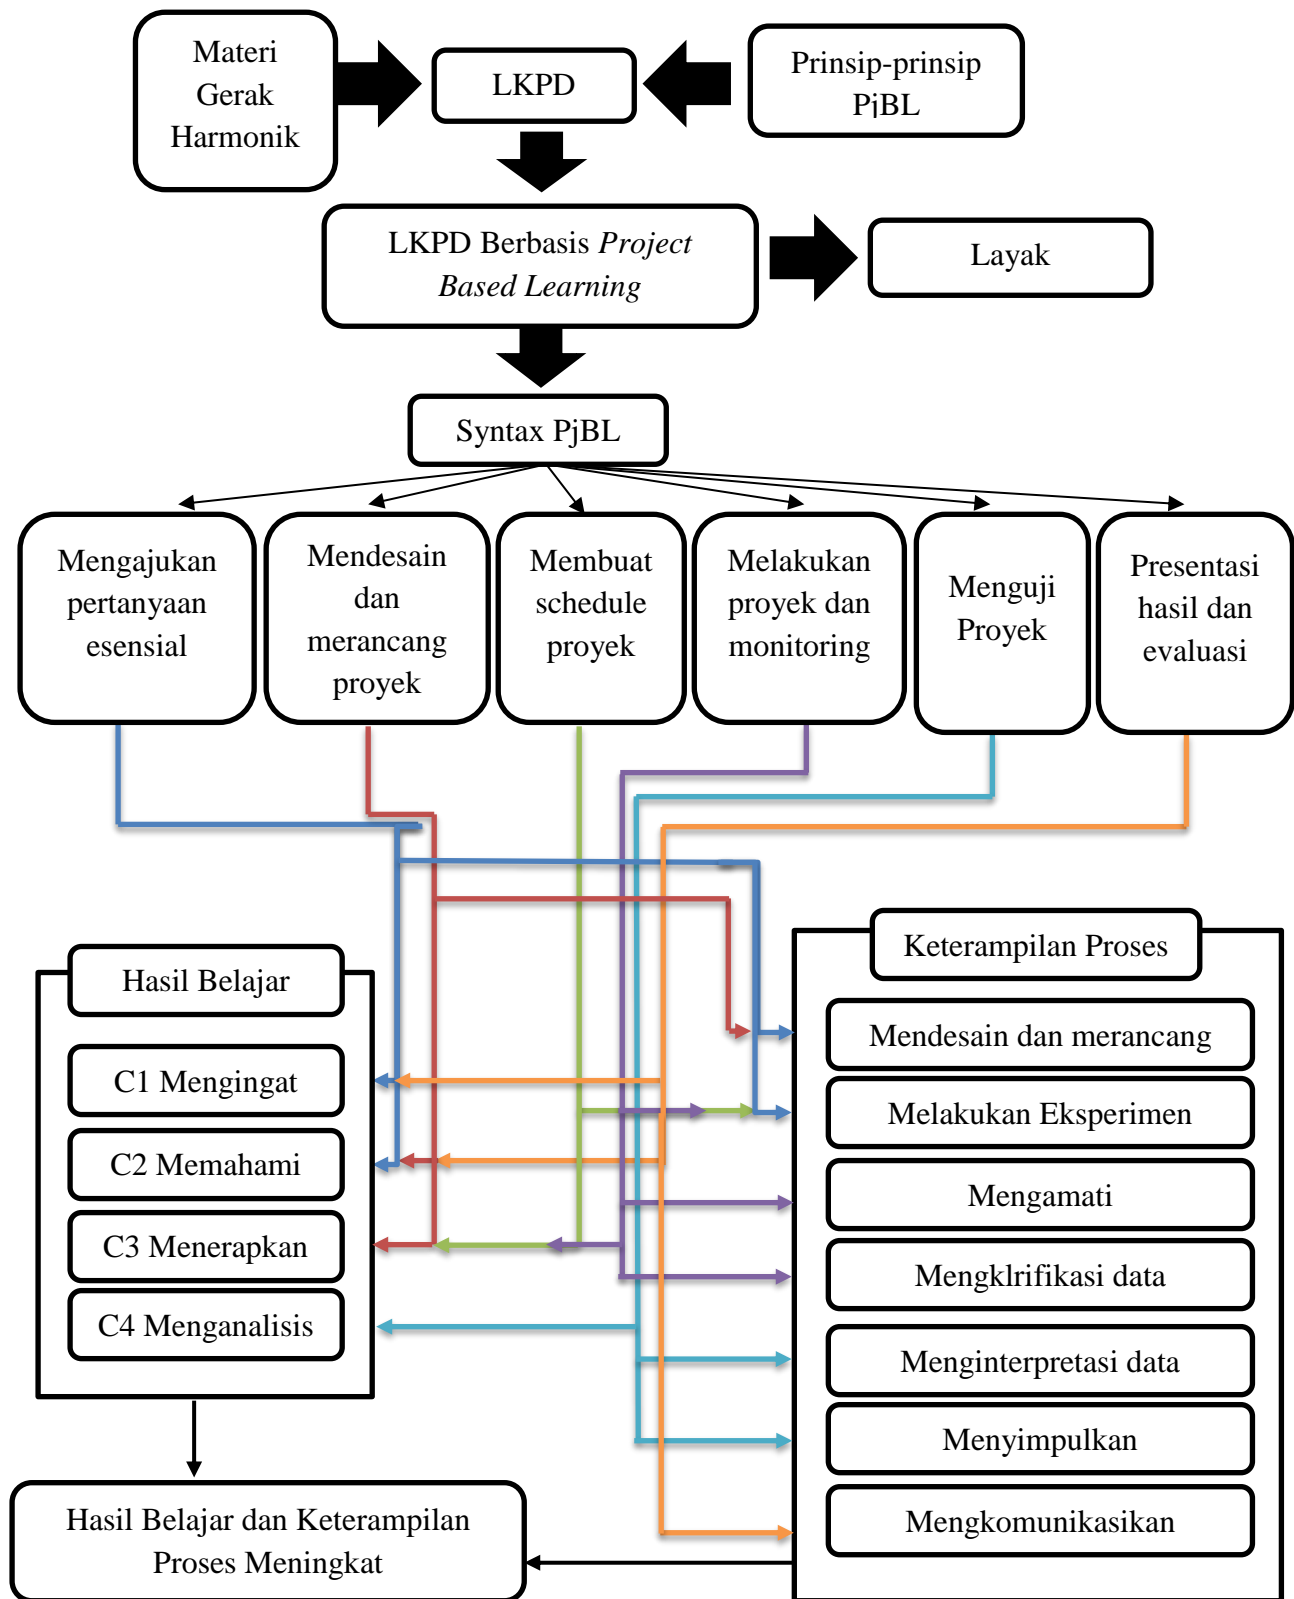 Materi
Gerak
Harmonik
LKPD
Prinsip-prinsip
PjBL
LKPD Berbasis Project
Based Learning
Layak
Syntax PjBL
Mengajukan
pertanyaan
esensial
Mendesain
dan
merancang
proyek
Membuat
schedule
proyek
Melakukan
proyek dan
monitoring
Menguji
Proyek
Presentasi
hasil dan
evaluasi
Hasil Belajar
C1 Mengingat
C2 Memahami
C3 Menerapkan
C4 Menganalisis
Keterampilan Proses
Mendesain dan merancang
Melakukan Eksperimen
Mengamati
Mengklrifikasi data
Menginterpretasi data
Menyimpulkan
Mengkomunikasikan
Hasil Belajar dan Keterampilan
Proses Meningkat